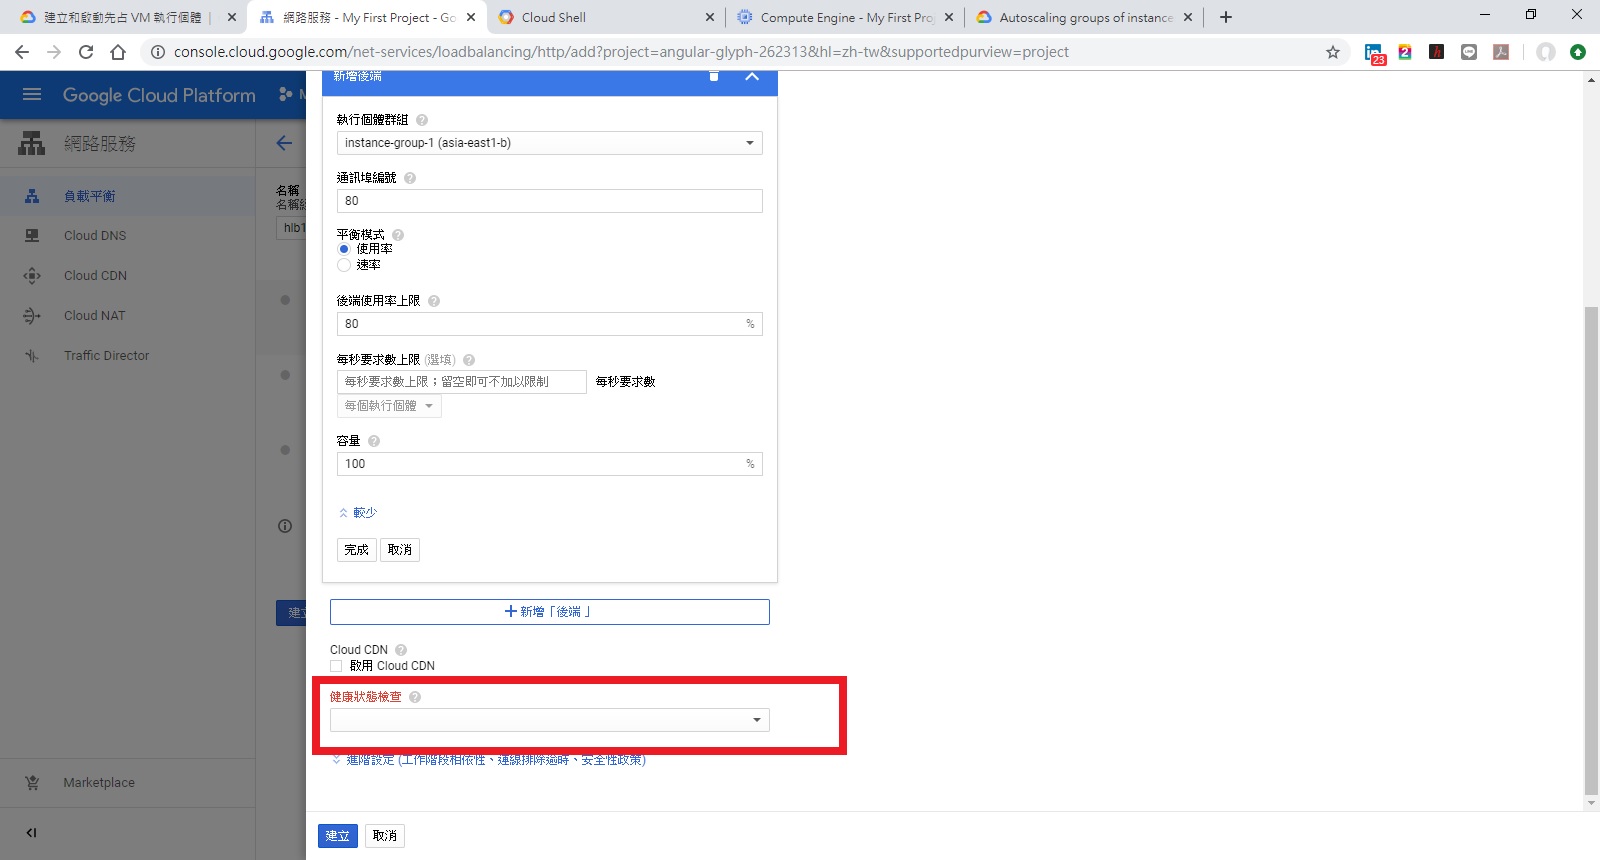 建立和啟動先占 VM 執行個體
網路服務 - My First Project - Go
Cloud Shell
Compute Engine - My First Proj
Autoscaling groups of instance
console.cloud.google.com/net-services/loadbalancing/http/add?project=angular-glyph-262313&hl=zh-tw&supportedpurview=project
23
2
h
Google Cloud Platform
新增後端
網路服務
負載平衡
Cloud DNS
Cloud CDN
Cloud NAT
Traffic Director
Marketplace
名稱
hlb1
執行個體群組
instance-group-1 (asia-east1-b)
通訊埠編號
80
平衡模式
使用率
速率
後端使用率上限
80 %
每秒要求數上限 (選填)
每秒要求數上限；留空即可不加以限制 每秒要求數
每個執行個體
容量
100 %
較少
完成 取消
新增「後端」
Cloud CDN
啟用 Cloud CDN
健康狀態檢查
進階設定 (工作階段相依性、連線排除逾時、安全性政策)
建立 取消